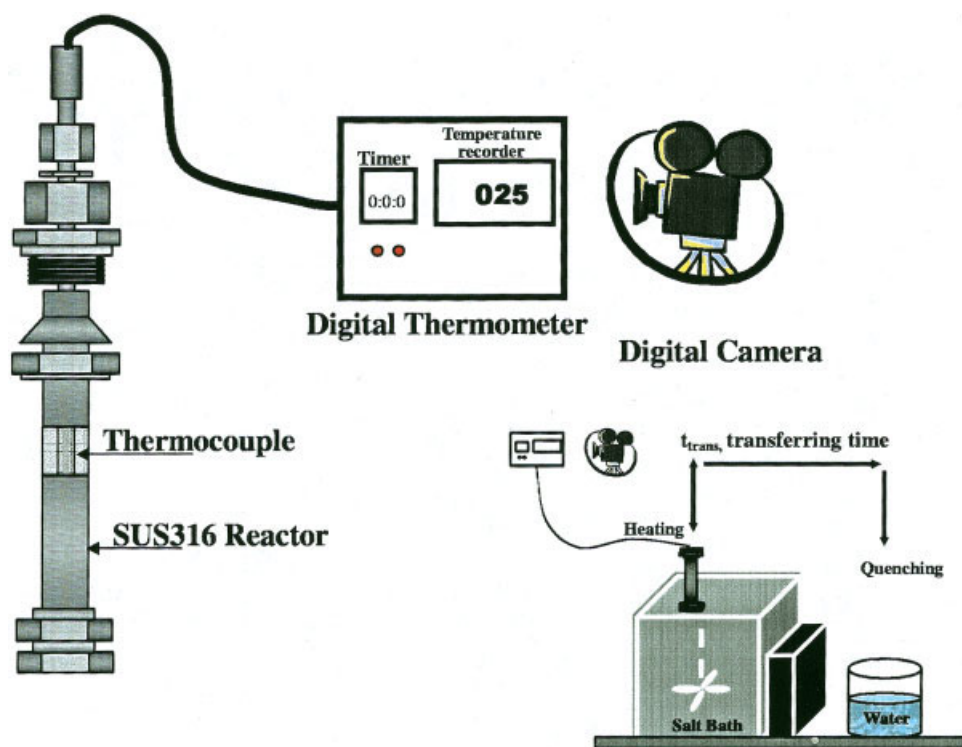 Temperature
recorder
Timer
0:0:0
025
Digital Thermometer
Digital Camera
Thermocouple
SUS316 Reactor
ttrans, transferring time
Heating
Quenching
Salt Bath
Water